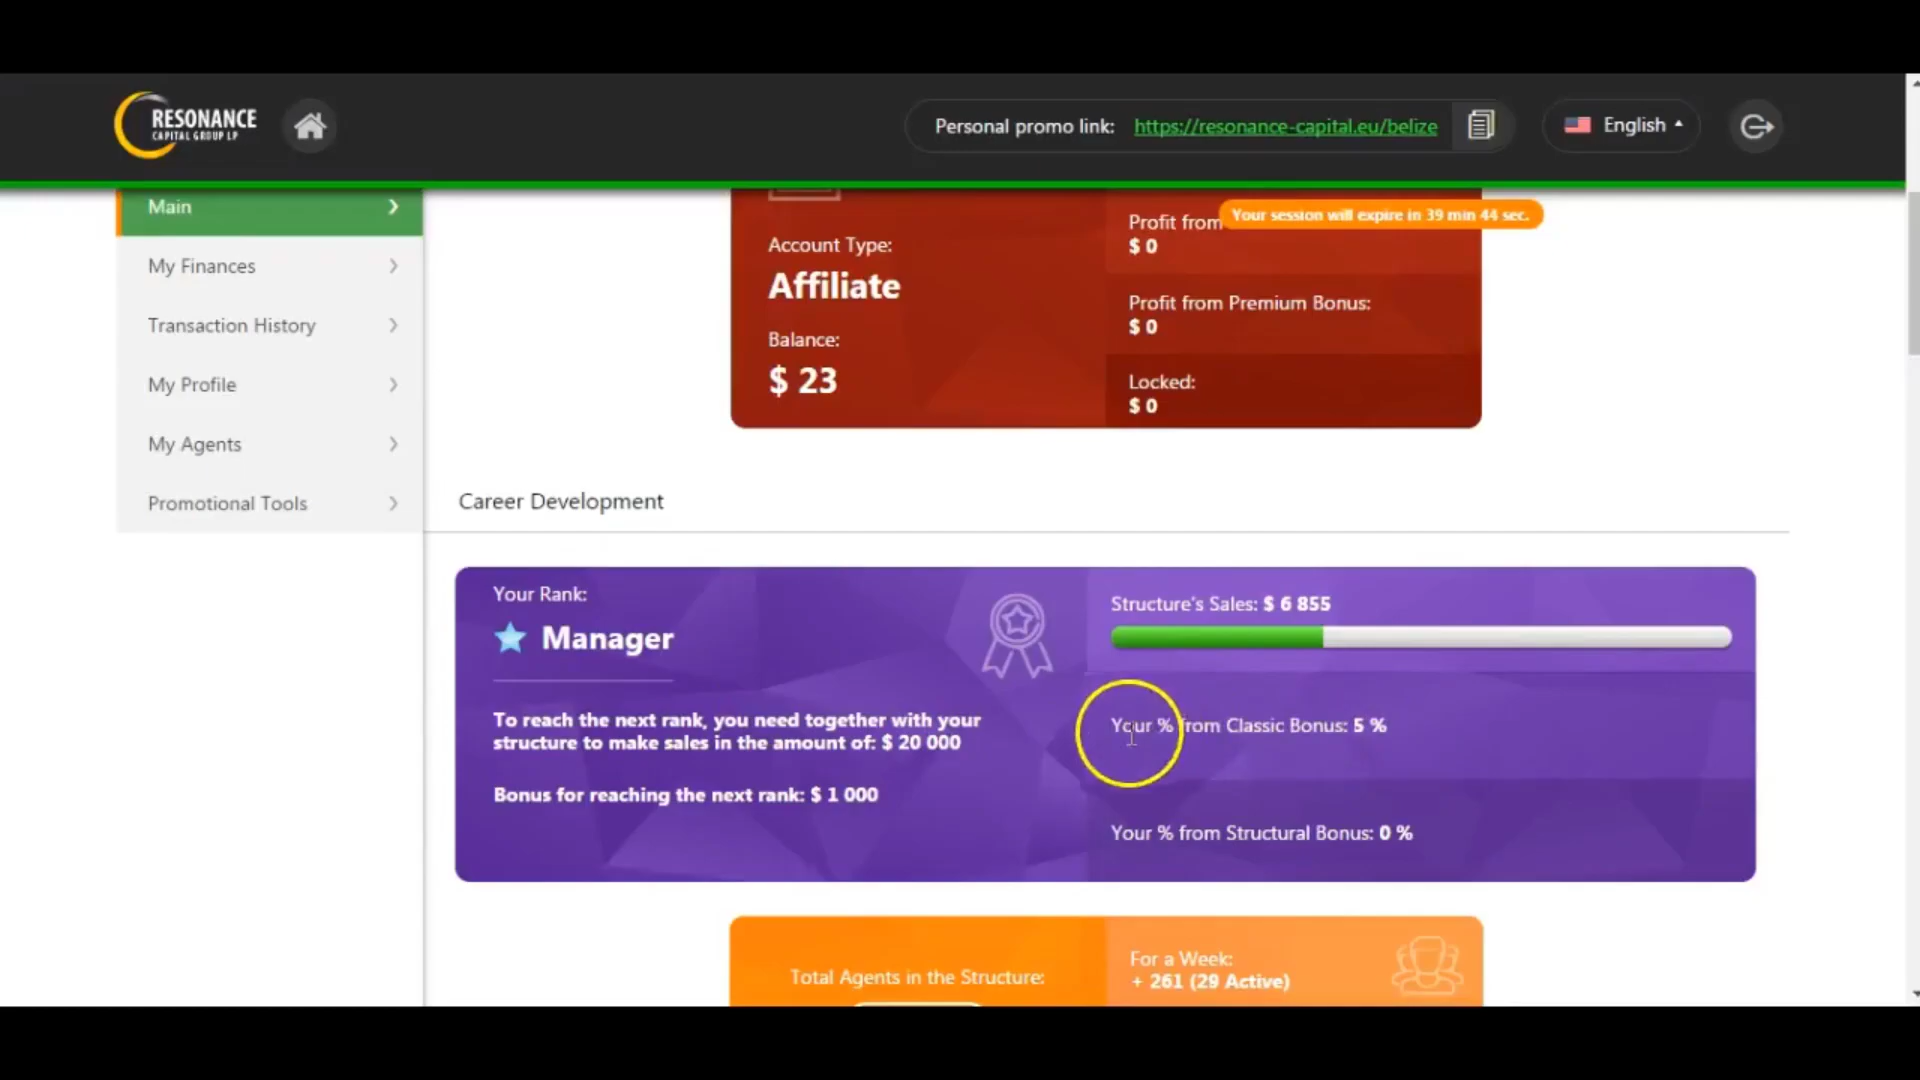 RESONANCE
CAPITAL GROUP LP
Personal promo link: https://resonance-capital.eu/belize
English
Main
My Finances
Transaction History
My Profile
My Agents
Promotional Tools
Your session will expire in 39 min 44 sec.
Account Type:
Affiliate
Balance:
$ 23
Profit from
$ 0
Profit from Premium Bonus:
$ 0
Locked:
$ 0
Career Development
Your Rank:
Manager
To reach the next rank, you need together with your
structure to make sales in the amount of: $ 20 000
Bonus for reaching the next rank: $ 1 000
Structure's Sales: $ 6 855
Your % from Classic Bonus: 5 %
Your % from Structural Bonus: 0 %
Total Agents in the Structure:
For a Week:
+ 261 (29 Active)